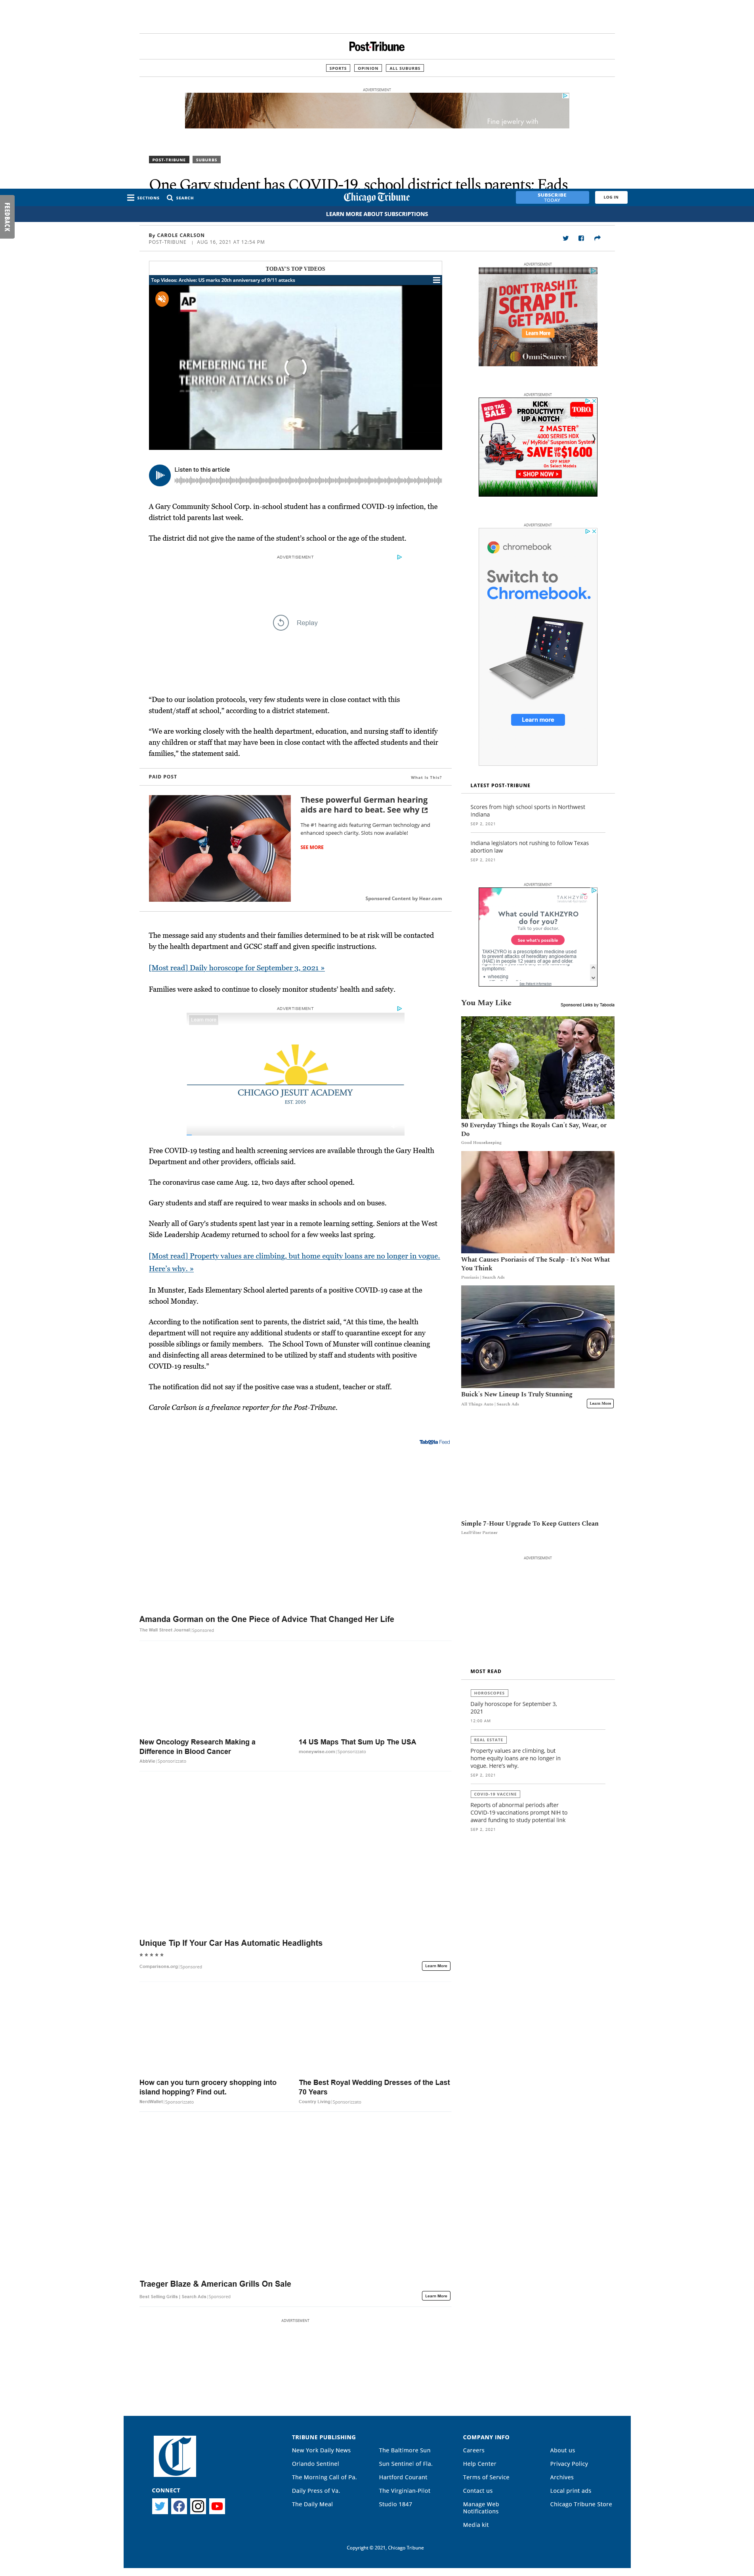 Post-Tribune
SPORTS
OPINION
ALL SUBURBS
ADVERTISEMENT
Fine jewelry with
POST-TRIBUNE
SUBURBS
One Gary student has COVID-19, school district tells parents; Eads
SECTIONS
SEARCH
Chicago Tribune
SUBSCRIBE
TODAY
LOG IN
LEARN MORE ABOUT SUBSCRIPTIONS
FEEDBACK
By CAROLE CARLSON
POST-TRIBUNE | AUG 16, 2021 AT 12:54 PM
TODAY'S TOP VIDEOS
Top Videos: Archive: US marks 20th anniversary of 9/11 attacks
AP
REMEBERING THE
TERRROR ATTACKS OF
Listen to this article
A Gary Community School Corp. in-school student has a confirmed COVID-19 infection, the
district told parents last week.
The district did not give the name of the student's school or the age of the student.
ADVERTISEMENT
Replay
“Due to our isolation protocols, very few students were in close contact with this
student/staff at school,” according to a district statement.
“We are working closely with the health department, education, and nursing staff to identify
any children or staff that may have been in close contact with the affected students and their
families,” the statement said.
PAID POST
What Is This?
These powerful German hearing
aids are hard to beat. See why
The #1 hearing aids featuring German technology and
enhanced speech clarity. Slots now available!
SEE MORE
Sponsored Content by Hear.com
The message said any students and their families determined to be at risk will be contacted
by the health department and GCSC staff and given specific instructions.
[Most read] Daily horoscope for September 3, 2021 »
Families were asked to continue to closely monitor students' health and safety.
ADVERTISEMENT
Learn more
CHICAGO JESUIT ACADEMY
EST. 2005
Free COVID-19 testing and health screening services are available through the Gary Health
Department and other providers, officials said.
The coronavirus case came Aug. 12, two days after school opened.
Gary students and staff are required to wear masks in schools and on buses.
Nearly all of Gary's students spent last year in a remote learning setting. Seniors at the West
Side Leadership Academy returned to school for a few weeks last spring.
[Most read] Property values are climbing, but home equity loans are no longer in vogue.
Here's why. »
In Munster, Eads Elementary School alerted parents of a positive COVID-19 case at the
school Monday.
According to the notification sent to parents, the district said, “At this time, the health
department will not require any additional students or staff to quarantine except for any
possible siblings or family members. The School Town of Munster will continue cleaning
and disinfecting all areas determined to be utilized by staff and students with positive
COVID-19 results.”
The notification did not say if the positive case was a student, teacher or staff.
Carole Carlson is a freelance reporter for the Post-Tribune.
ADVERTISEMENT
DON'T TRASH IT.
SCRAP IT.
GET PAID.
Learn More
OmniSource
ADVERTISEMENT
RED TAG
SALE
KICK
PRODUCTIVITY
UP A NOTCH
TORO
Z MASTER
4000 SERIES HDX
w/ MyRide Suspension System
SAVE UP TO $1600
OFF MSRP
On Select Models
SHOP NOW
ADVERTISEMENT
chromebook
Switch to
Chromebook.
Learn more
LATEST POST-TRIBUNE
Scores from high school sports in Northwest
Indiana
SEP 2, 2021
Indiana legislators not rushing to follow Texas
abortion law
SEP 2, 2021
ADVERTISEMENT
TAKHZYRO
What could TAKHZYRO
do for you?
Talk to your doctor.
See what's possible
TAKHZYRO is a prescription medicine used
to prevent attacks of hereditary angioedema
(HAE) in people 12 years of age and older
symptoms:
• wheezing
You May Like
Sponsored Links by Taboola
50 Everyday Things the Royals Can't Say, Wear, or
Do
Good Housekeeping
What Causes Psoriasis of The Scalp - It's Not What
You Think
Psoriasis | Search Ads
Buick's New Lineup Is Truly Stunning
All Things Auto | Search Ads
Learn More
Simple 7-Hour Upgrade To Keep Gutters Clean
LeafFilter Partner
ADVERTISEMENT
MOST READ
HOROSCOPES
Daily horoscope for September 3,
2021
12:00 AM
REAL ESTATE
Property values are climbing, but
home equity loans are no longer in
vogue. Here's why.
SEP 2, 2021
COVID-19 VACCINE
Reports of abnormal periods after
COVID-19 vaccinations prompt NIH to
award funding to study potential link
SEP 2, 2021
Taboola Feed
Amanda Gorman on the One Piece of Advice That Changed Her Life
The Wall Street Journal | Sponsored
New Oncology Research Making a
Difference in Blood Cancer
AbbVie | Sponsorizzato
14 US Maps That Sum Up The USA
moneywise.com | Sponsorizzato
Unique Tip If Your Car Has Automatic Headlights
★★★★★
Comparisons.org | Sponsored
Learn More
How can you turn grocery shopping into
island hopping? Find out.
NerdWallet | Sponsorizzato
The Best Royal Wedding Dresses of the Last
70 Years
Country Living | Sponsorizzato
Traeger Blaze & American Grills On Sale
Best Selling Grills | Search Ads | Sponsored
Learn More
ADVERTISEMENT
CONNECT
TRIBUNE PUBLISHING
New York Daily News
Orlando Sentinel
The Morning Call of Pa.
Daily Press of Va.
The Daily Meal
The Baltimore Sun
Sun Sentinel of Fla.
Hartford Courant
The Virginian-Pilot
Studio 1847
COMPANY INFO
Careers
Help Center
Terms of Service
Contact us
Manage Web
Notifications
Media kit
About us
Privacy Policy
Archives
Local print ads
Chicago Tribune Store
Copyright © 2021, Chicago Tribune